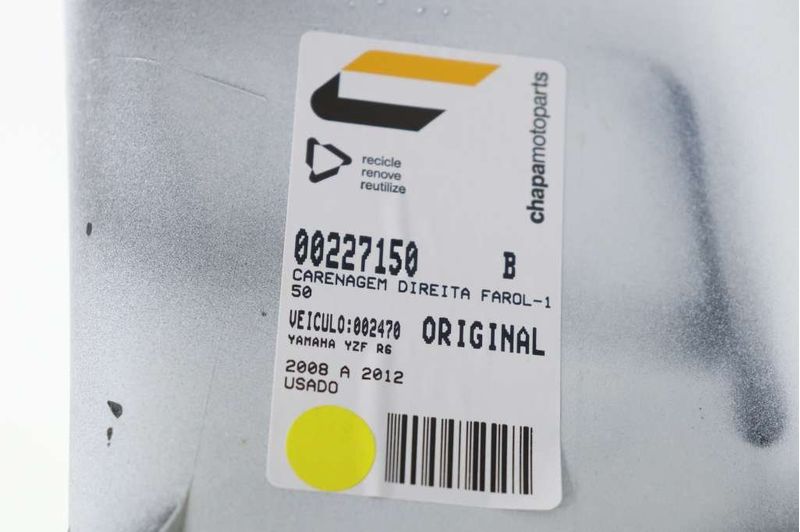 chapamotoparts
recicle
renove
reutilize
00227150 B
CARENAGEM DIREITA FAROL-1
50
VEICULO:002470 ORIGINAL
YAMAHA YZF R6
2008 A 2012
USADO